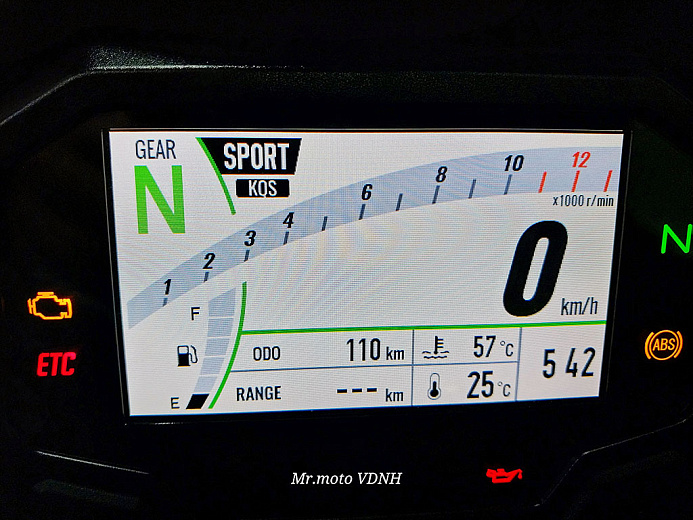 GEAR
N
SPORT
KQS
1 2 3 4 6 8 10 12
x1000 r/min
N
0 km/h
F
ETC
ABS
ODO 110 km 57 °C
5 42
E
RANGE --- km 25 °C
Mr.moto VDNH